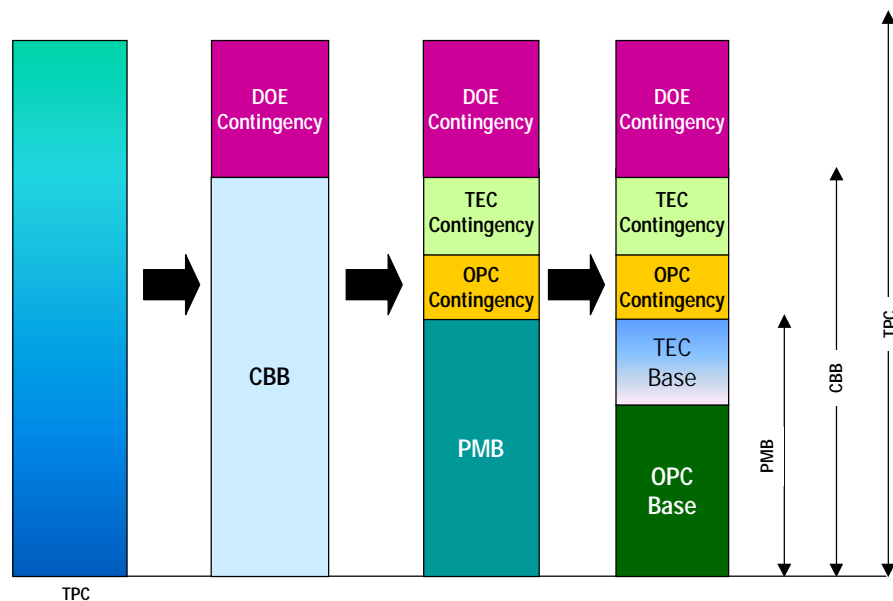 DOE
Contingency
CBB
DOE
Contingency
TEC
Contingency
OPC
Contingency
PMB
DOE
Contingency
TEC
Contingency
OPC
Contingency
TEC
Base
OPC
Base
PMB
CBB
TPC
TPC